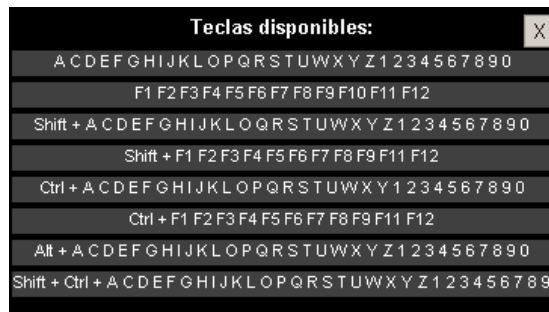 Teclas disponibles:
X
A C D E F G H I J K L O P Q R S T U W X Y Z 1 2 3 4 5 6 7 8 9 0
F1 F2 F3 F4 F5 F6 F7 F8 F9 F10 F11 F12
Shift + A C D E F G H I J K L O Q R S T U W X Y Z 1 2 3 4 5 6 7 8 9 0
Shift + F1 F2 F3 F4 F5 F6 F7 F8 F9 F11 F12
Ctrl + A C D E F G H I J K L O P Q R S T U W X Y Z 1 2 3 4 5 6 7 8 9 0
Ctrl + F1 F2 F3 F4 F5 F6 F7 F8 F9 F11 F12
Alt + A C D E F G H I J K L O P Q R S T U W X Y Z 1 2 3 4 5 6 7 8 9 0
Shift + Ctrl + A C D E F G H I J K L O P Q R S T U W X Y Z 1 2 3 4 5 6 7 8 9